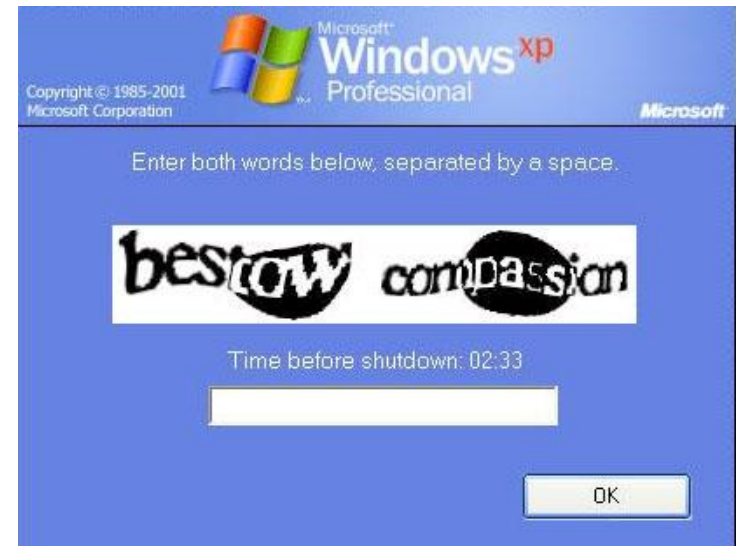 Microsoft®
Windows xp
Professional
Copyright © 1985-2001
Microsoft Corporation
Microsoft
Enter both words below, separated by a space.
bestow compassion
Time before shutdown: 02:33
OK